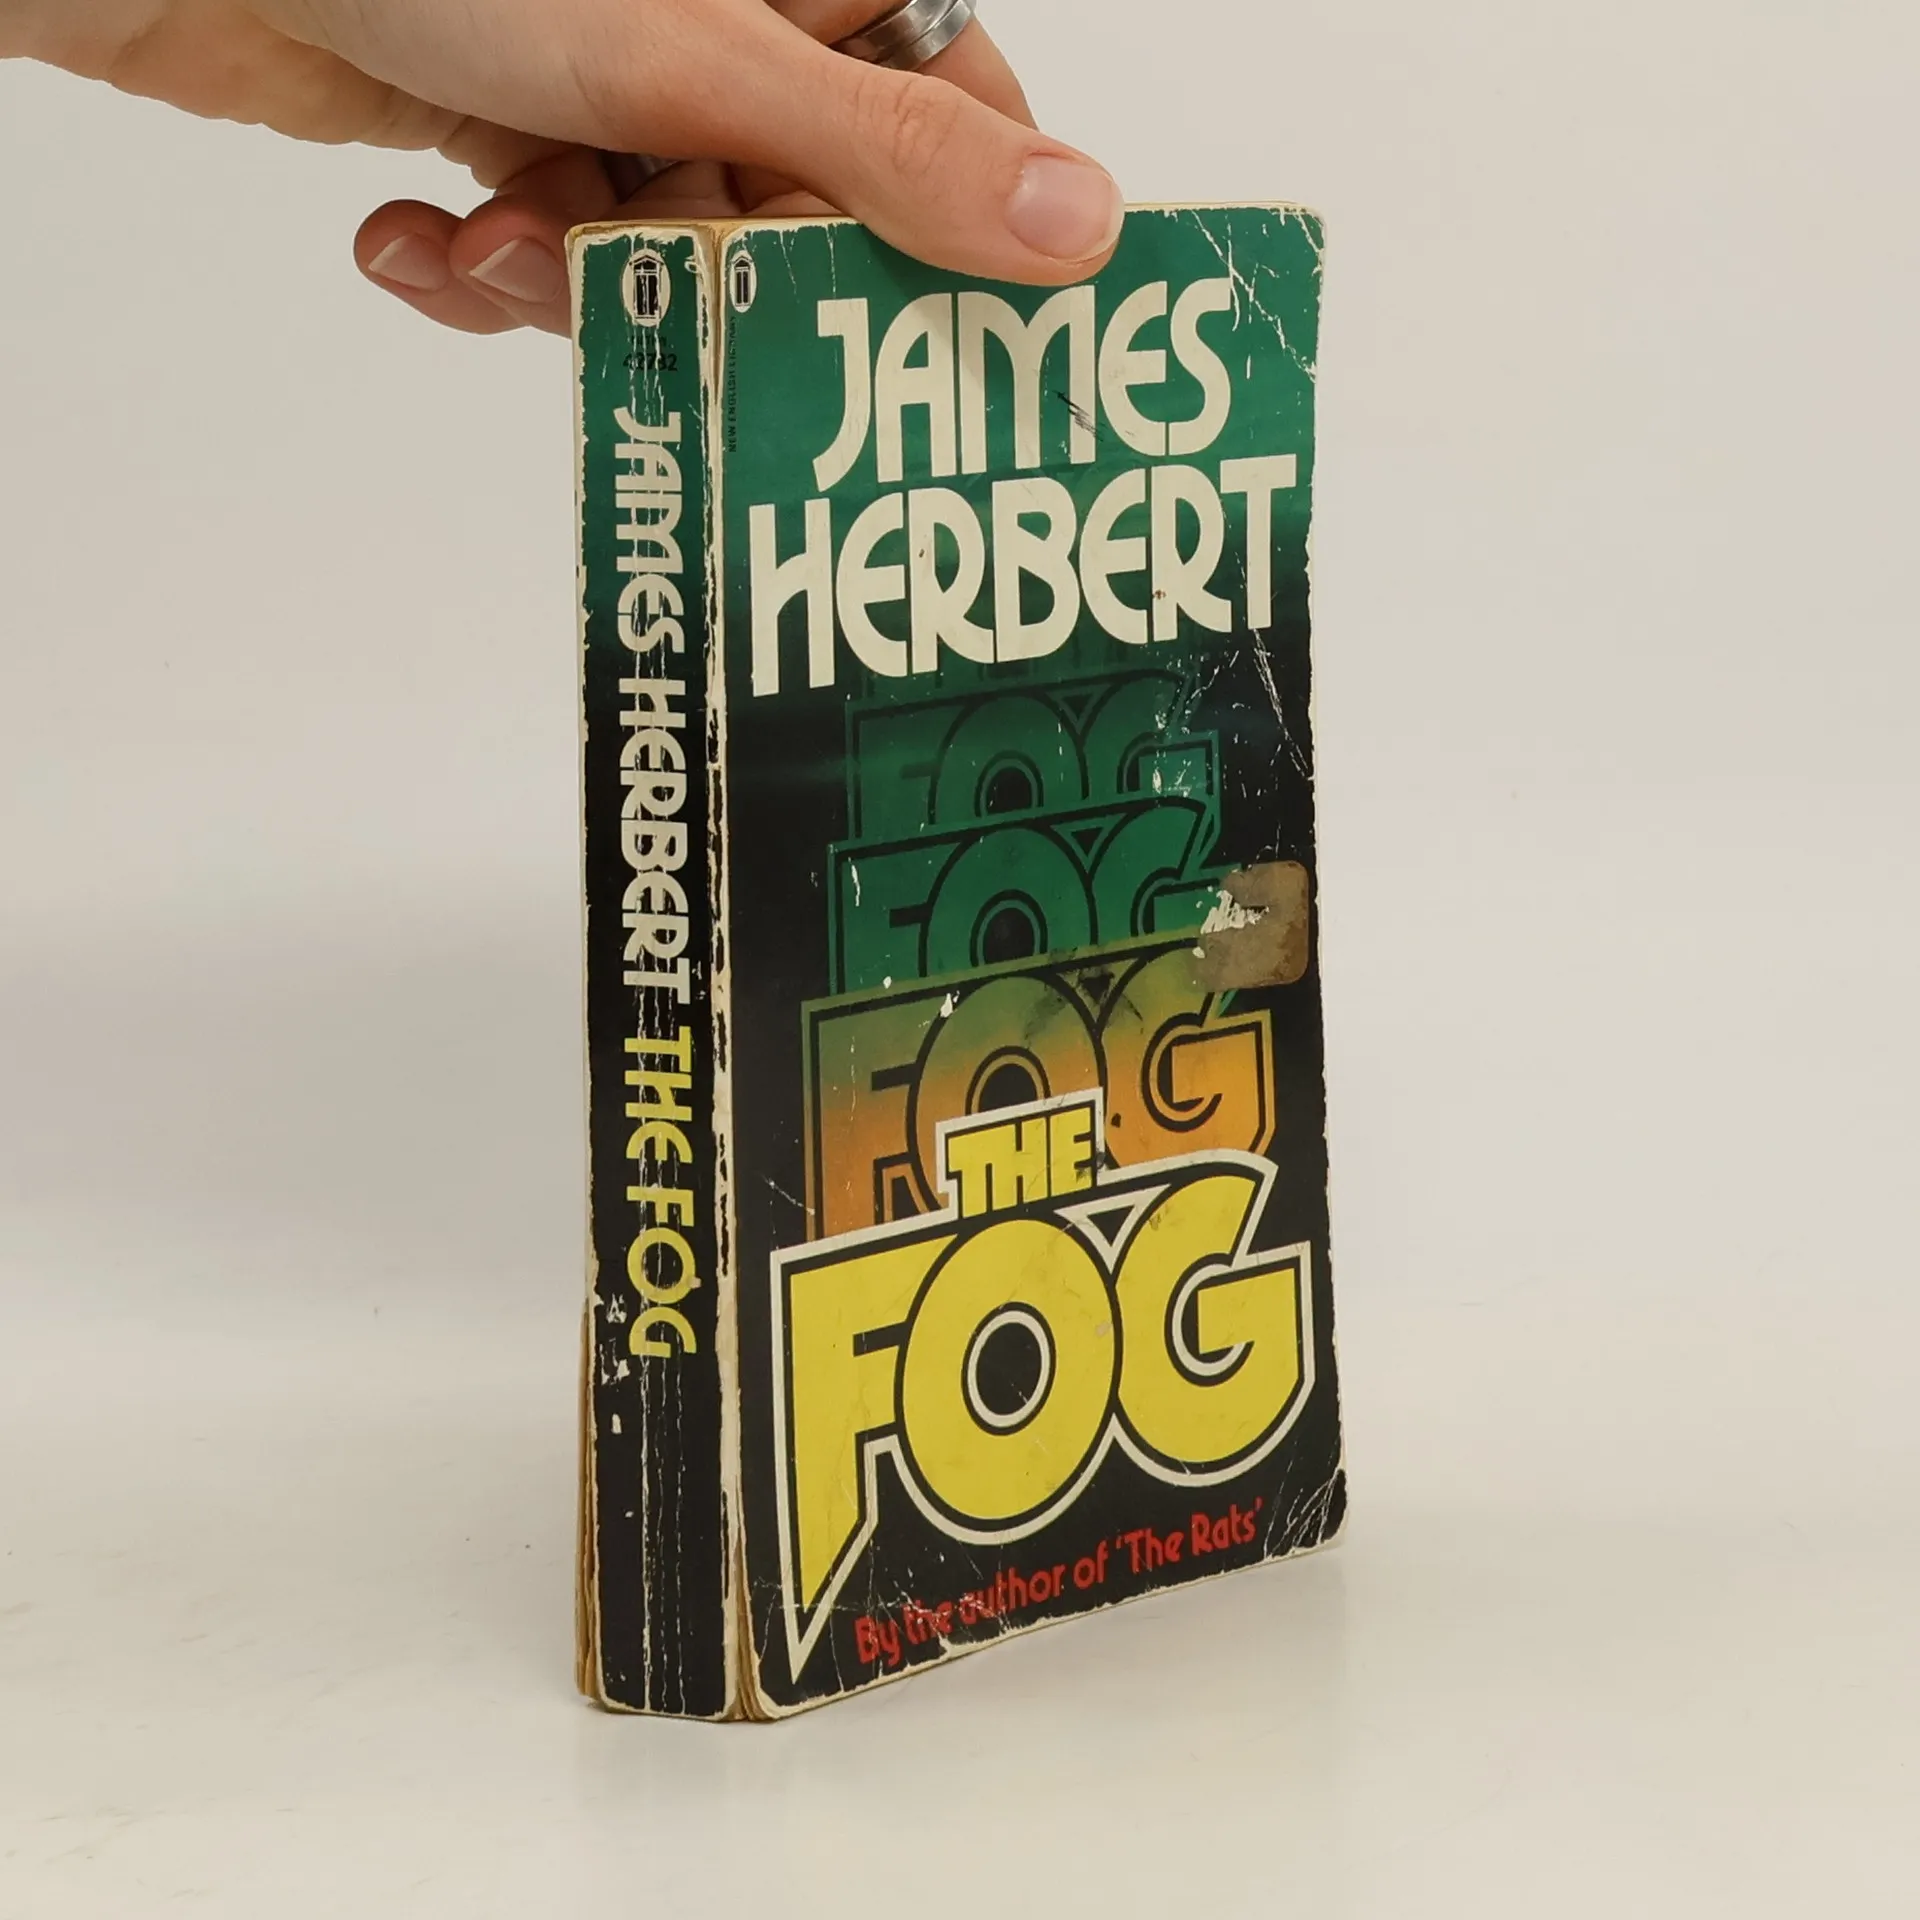 JAMES HERBERT THE FOG
NEW ENGLISH LIBRARY
JAMES
HERBERT
FOG
FOG
FOG
THE
FOG
By the author of 'The Rats'